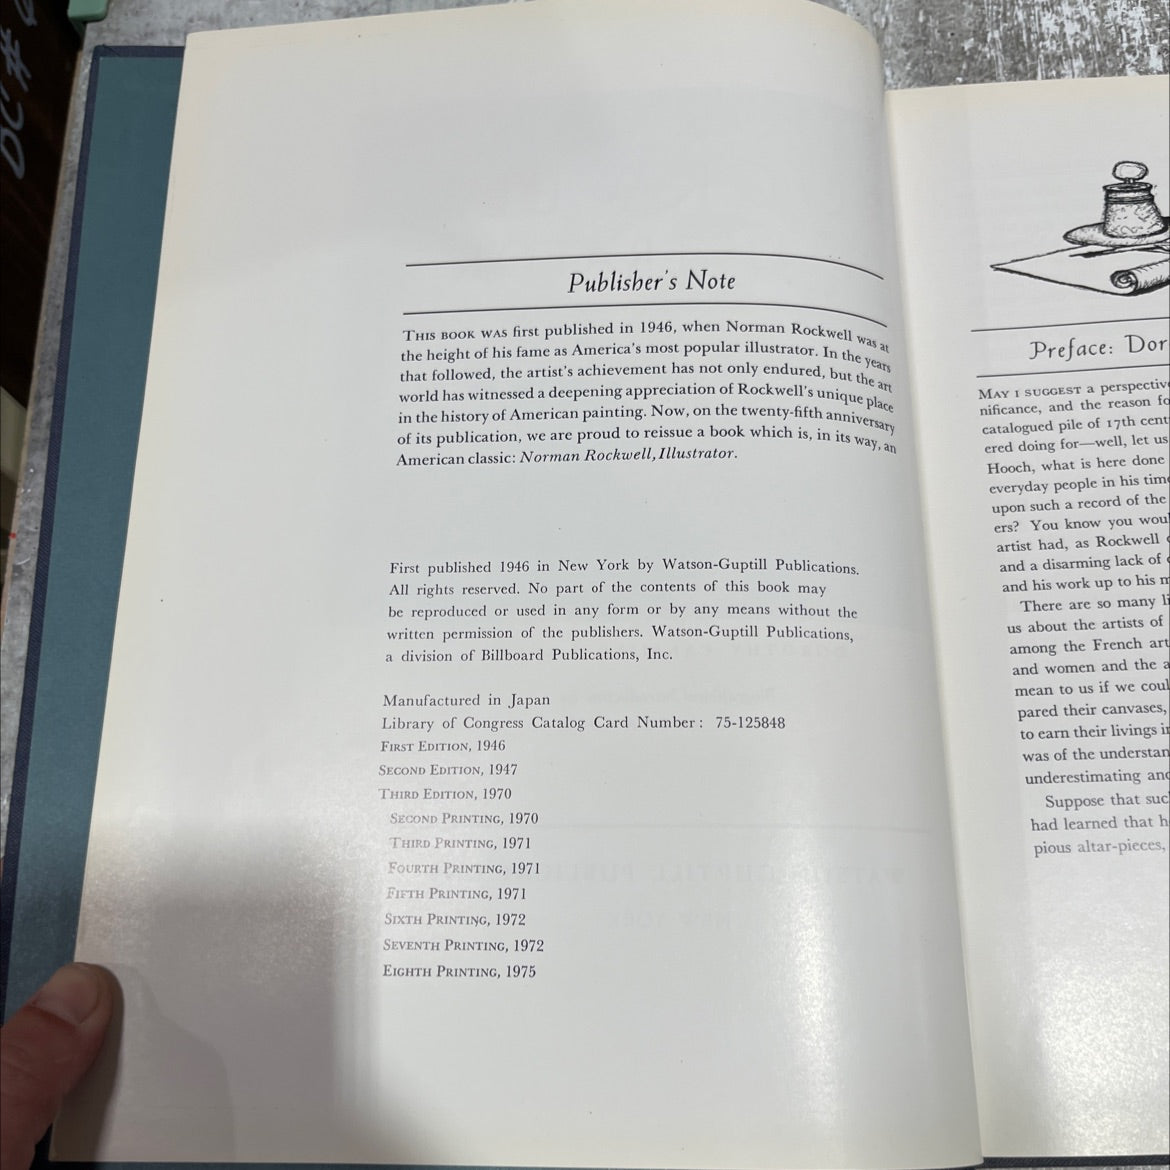 DCI #
Publisher's Note
THIS BOOK WAS first published in 1946, when Norman Rockwell was at
the height of his fame as America's most popular illustrator. In the years
that followed, the artist's achievement has not only endured, but the art
world has witnessed a deepening appreciation of Rockwell's unique place
in the history of American painting. Now, on the twenty-fifth anniversary
of its publication, we are proud to reissue a book which is, in its way, an
American classic: Norman Rockwell, Illustrator.
First published 1946 in New York by Watson-Guptill Publications.
All rights reserved. No part of the contents of this book may
be reproduced or used in any form or by any means without the
written permission of the publishers. Watson-Guptill Publications,
a division of Billboard Publications, Inc.
Manufactured in Japan
Library of Congress Catalog Card Number: 75-125848
FIRST EDITION, 1946
SECOND EDITION, 1947
THIRD EDITION, 1970
SECOND PRINTING, 1970
THIRD PRINTING, 1971
FOURTH PRINTING, 1971
FIFTH PRINTING, 1971
SIXTH PRINTING, 1972
SEVENTH PRINTING, 1972
EIGHTH PRINTING, 1975
Preface: Dor
MAY I SUGGEST a perspective
nificance, and the reason fo
catalogued pile of 17th cent
ered doing for—well, let us
Hooch, what is here done
everyday people in his time
upon such a record of the
ers? You know you woul
artist had, as Rockwell
and a disarming lack of
and his work up to his m
There are so many li
us about the artists of
among the French art
and women and the a
mean to us if we coul
pared their canvases,
to earn their livings in
was of the understan
underestimating and
Suppose that suc
had learned that h
pious altar-pieces,